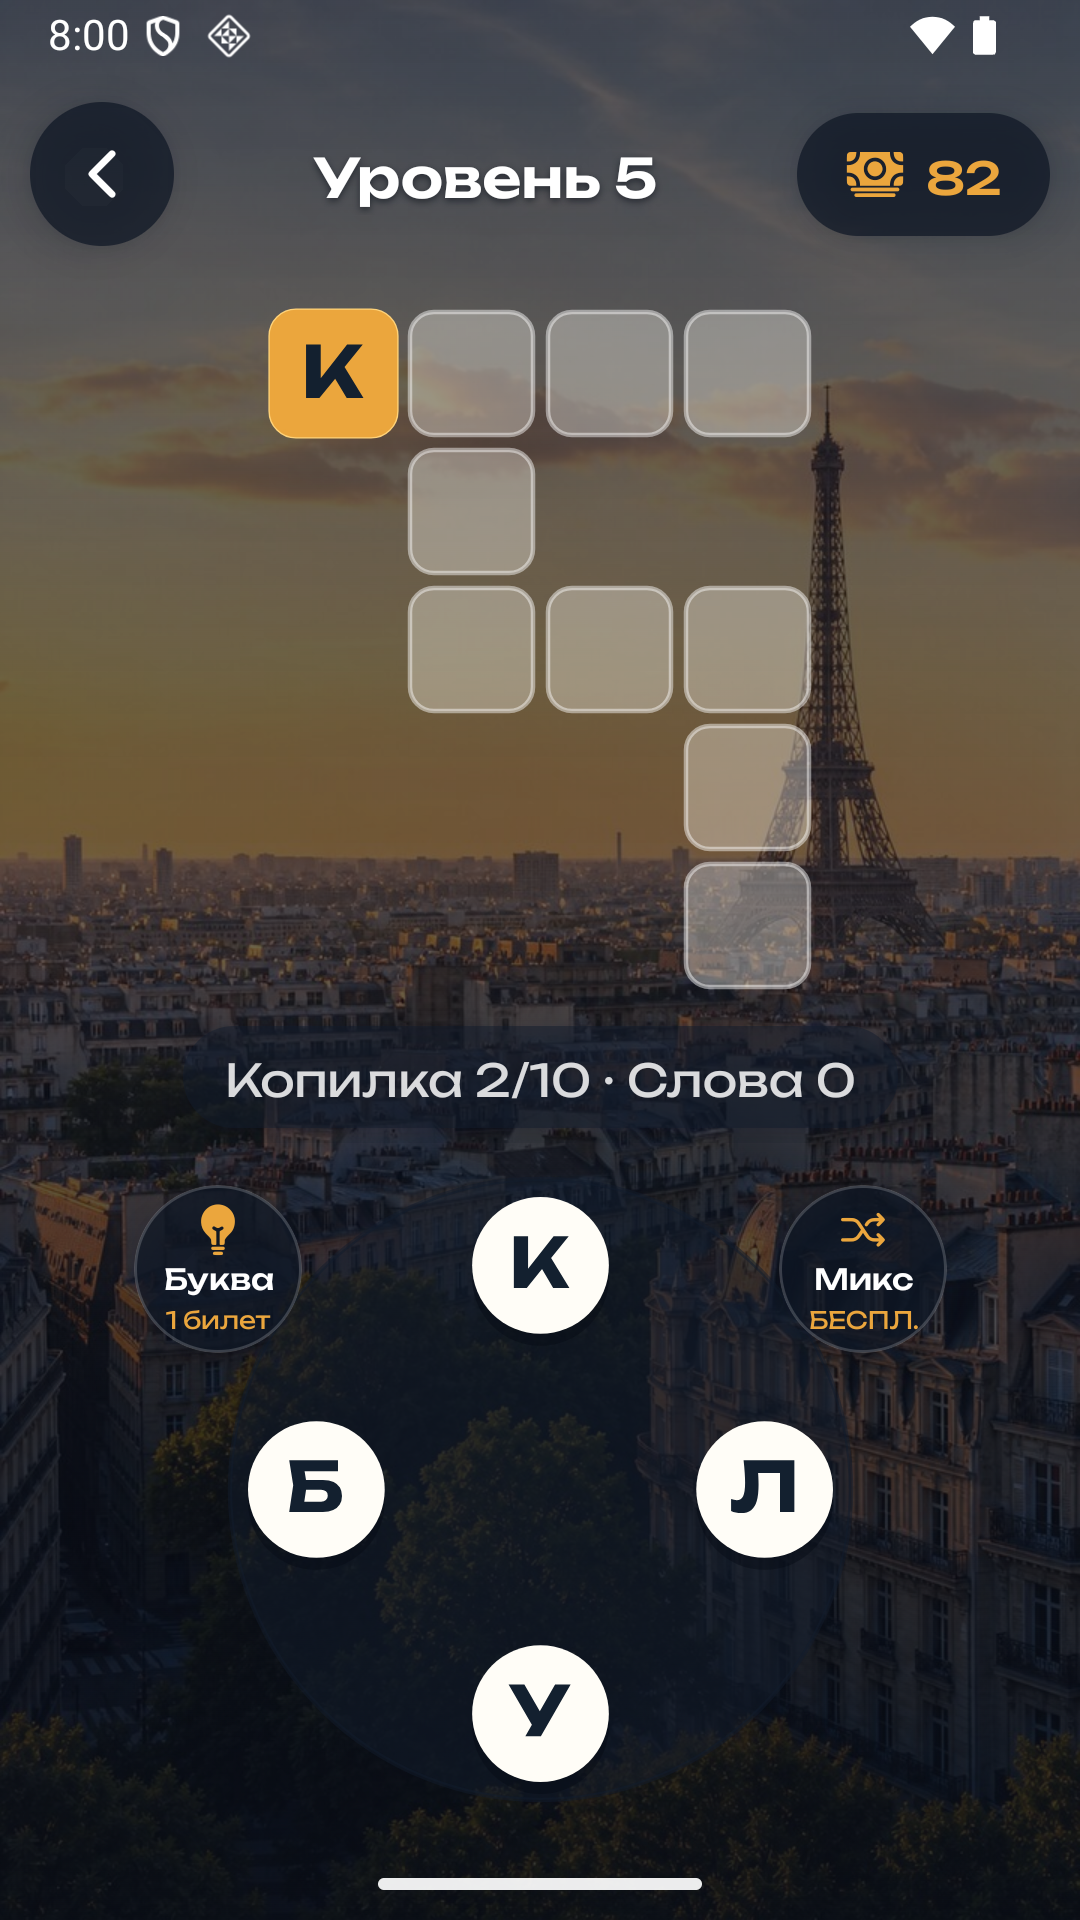 8:00
Уровень 5
82
К
Копилка 2/10 · Слова 0
Буква
1 билет
К
Микс
БЕСПЛ.
Б
Л
У